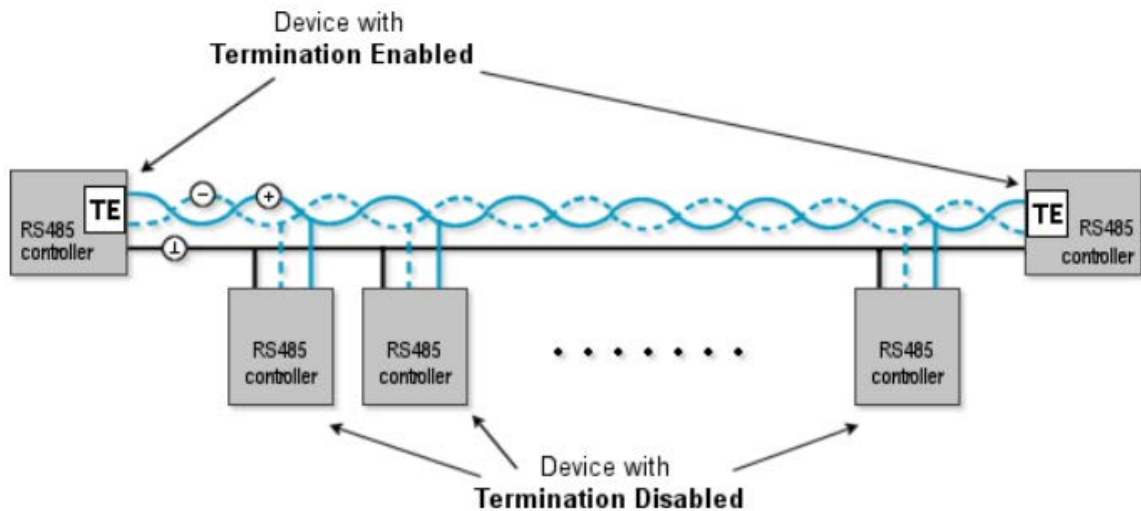 Device with
Termination Enabled
−
+
TE
RS485
controller
⊥
TE
RS485
controller
RS485
controller
RS485
controller
RS485
controller
Device with
Termination Disabled